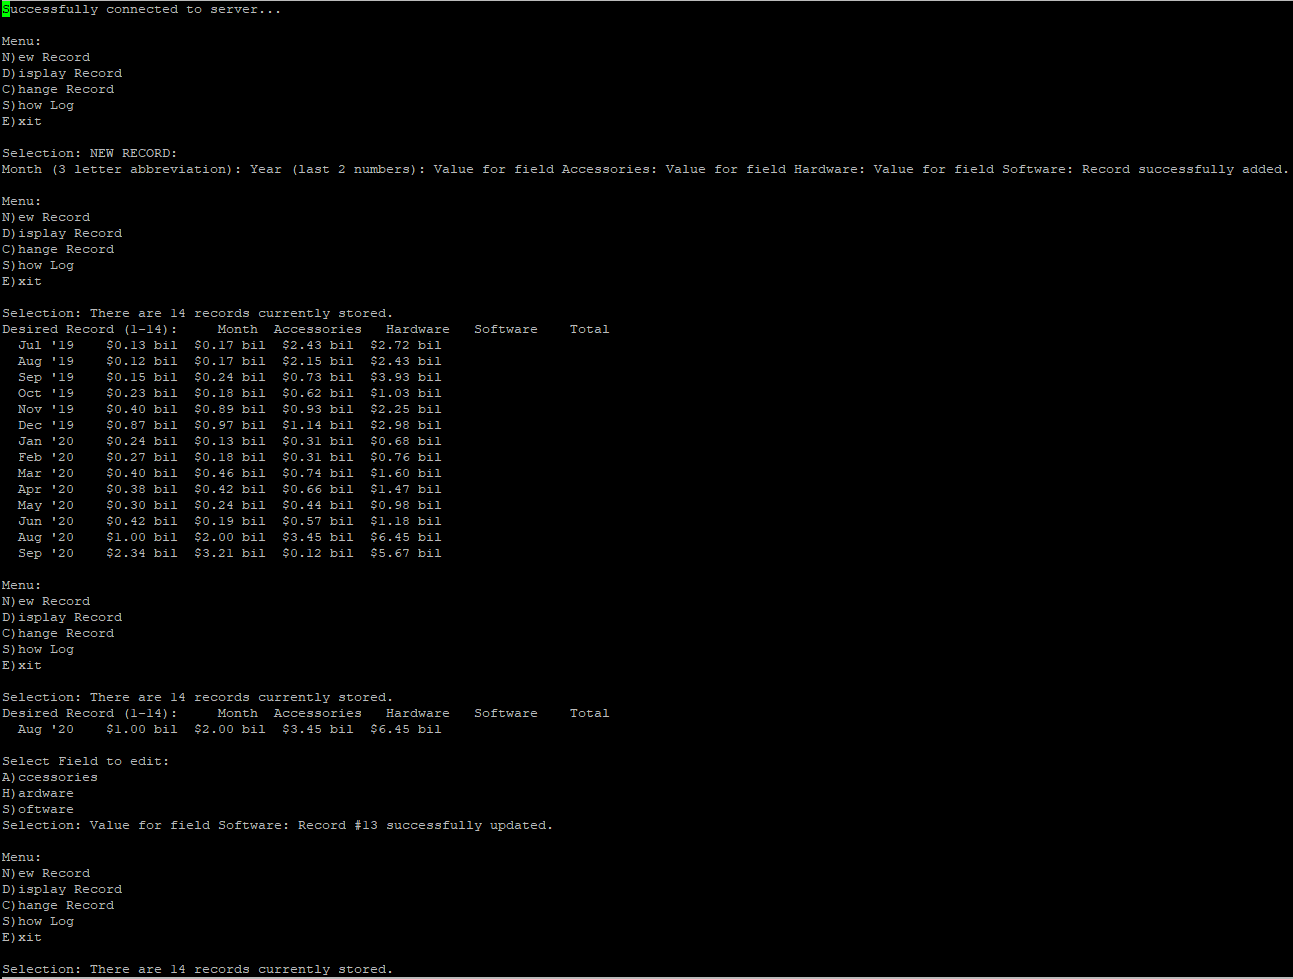 Successfully connected to server...
Menu:
N)ew Record
D)isplay Record
C)hange Record
S)how Log
E)xit
Selection: NEW RECORD:
Month (3 letter abbreviation): Year (last 2 numbers): Value for field Accessories: Value for field Hardware: Value for field Software: Record successfully added.
Menu:
N)ew Record
D)isplay Record
C)hange Record
S)how Log
E)xit
Selection: There are 14 records currently stored.
Desired Record (1-14):     Month  Accessories   Hardware   Software    Total
  Jul '19    $0.13 bil  $0.17 bil  $2.43 bil  $2.72 bil
  Aug '19    $0.12 bil  $0.17 bil  $2.15 bil  $2.43 bil
  Sep '19    $0.15 bil  $0.24 bil  $0.73 bil  $3.93 bil
  Oct '19    $0.23 bil  $0.18 bil  $0.62 bil  $1.03 bil
  Nov '19    $0.40 bil  $0.89 bil  $0.93 bil  $2.25 bil
  Dec '19    $0.87 bil  $0.97 bil  $1.14 bil  $2.98 bil
  Jan '20    $0.24 bil  $0.13 bil  $0.31 bil  $0.68 bil
  Feb '20    $0.27 bil  $0.18 bil  $0.31 bil  $0.76 bil
  Mar '20    $0.40 bil  $0.46 bil  $0.74 bil  $1.60 bil
  Apr '20    $0.38 bil  $0.42 bil  $0.66 bil  $1.47 bil
  May '20    $0.30 bil  $0.24 bil  $0.44 bil  $0.98 bil
  Jun '20    $0.42 bil  $0.19 bil  $0.57 bil  $1.18 bil
  Aug '20    $1.00 bil  $2.00 bil  $3.45 bil  $6.45 bil
  Sep '20    $2.34 bil  $3.21 bil  $0.12 bil  $5.67 bil
Menu:
N)ew Record
D)isplay Record
C)hange Record
S)how Log
E)xit
Selection: There are 14 records currently stored.
Desired Record (1-14):     Month  Accessories   Hardware   Software    Total
  Aug '20    $1.00 bil  $2.00 bil  $3.45 bil  $6.45 bil
Select Field to edit:
A)ccessories
H)ardware
S)oftware
Selection: Value for field Software: Record #13 successfully updated.
Menu:
N)ew Record
D)isplay Record
C)hange Record
S)how Log
E)xit
Selection: There are 14 records currently stored.